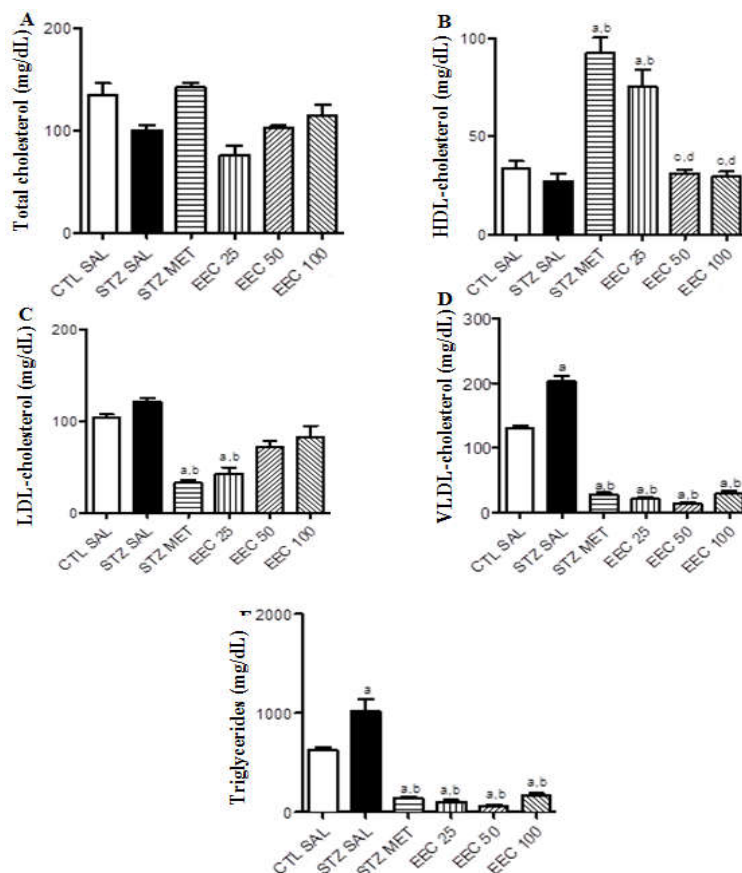 A
Total cholesterol (mg/dL)
200
100
0
CTL SAL
STZ SAL
STZ MET
EEC 25
EEC 50
EEC 100
B
HDL-cholesterol (mg/dL)
100
50
0
a,b
a,b
c,d
c,d
CTL SAL
STZ SAL
STZ MET
EEC 25
EEC 50
EEC 100
C
LDL-cholesterol (mg/dL)
200
100
0
a,b
a,b
CTL SAL
STZ SAL
STZ MET
EEC 25
EEC 50
EEC 100
D
VLDL-cholesterol (mg/dL)
300
200
100
0
a
a,b
a,b
a,b
a,b
CTL SAL
STZ SAL
STZ MET
EEC 25
EEC 50
EEC 100
Triglycerides (mg/dL)
2000
1000
0
a
a,b
a,b
a,b
a,b
CTL SAL
STZ SAL
STZ MET
EEC 25
EEC 50
EEC 100